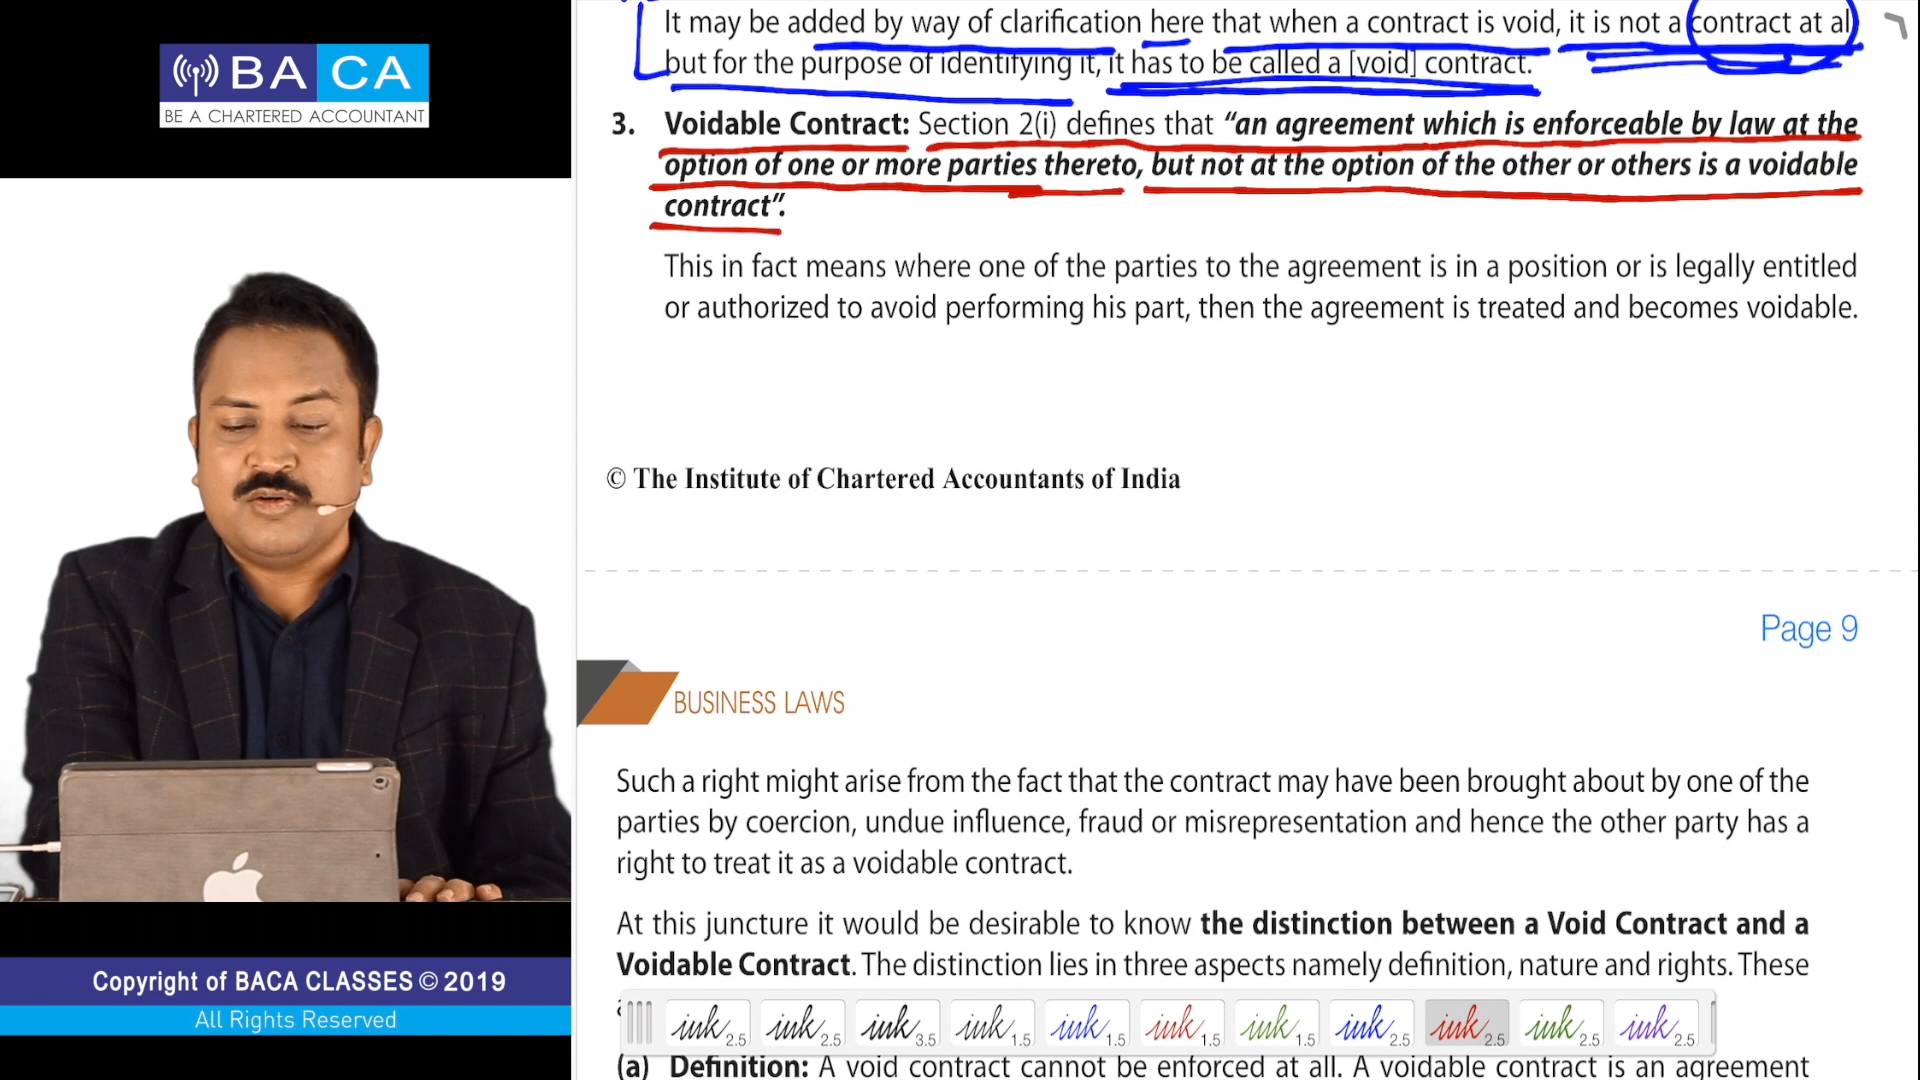 BA CA
BE A CHARTERED ACCOUNTANT
It may be added by way of clarification here that when a contract is void, it is not a contract at al
but for the purpose of identifying it, it has to be called a [void] contract.
3. Voidable Contract: Section 2(i) defines that “an agreement which is enforceable by law at the
option of one or more parties thereto, but not at the option of the other or others is a voidable
contract”.
This in fact means where one of the parties to the agreement is in a position or is legally entitled
or authorized to avoid performing his part, then the agreement is treated and becomes voidable.
© The Institute of Chartered Accountants of India
Page 9
BUSINESS LAWS
Such a right might arise from the fact that the contract may have been brought about by one of the
parties by coercion, undue influence, fraud or misrepresentation and hence the other party has a
right to treat it as a voidable contract.
At this juncture it would be desirable to know the distinction between a Void Contract and a
Voidable Contract. The distinction lies in three aspects namely definition, nature and rights. These
ink 2.5 ink 2.5 ink 3.5 ink 1.5 ink 1.5 ink 1.5 ink 1.5 ink 2.5 ink 2.5 ink 2.5 ink 2.5
(a) Definition: A void contract cannot be enforced at all. A voidable contract is an agreement
Copyright of BACA CLASSES © 2019
All Rights Reserved